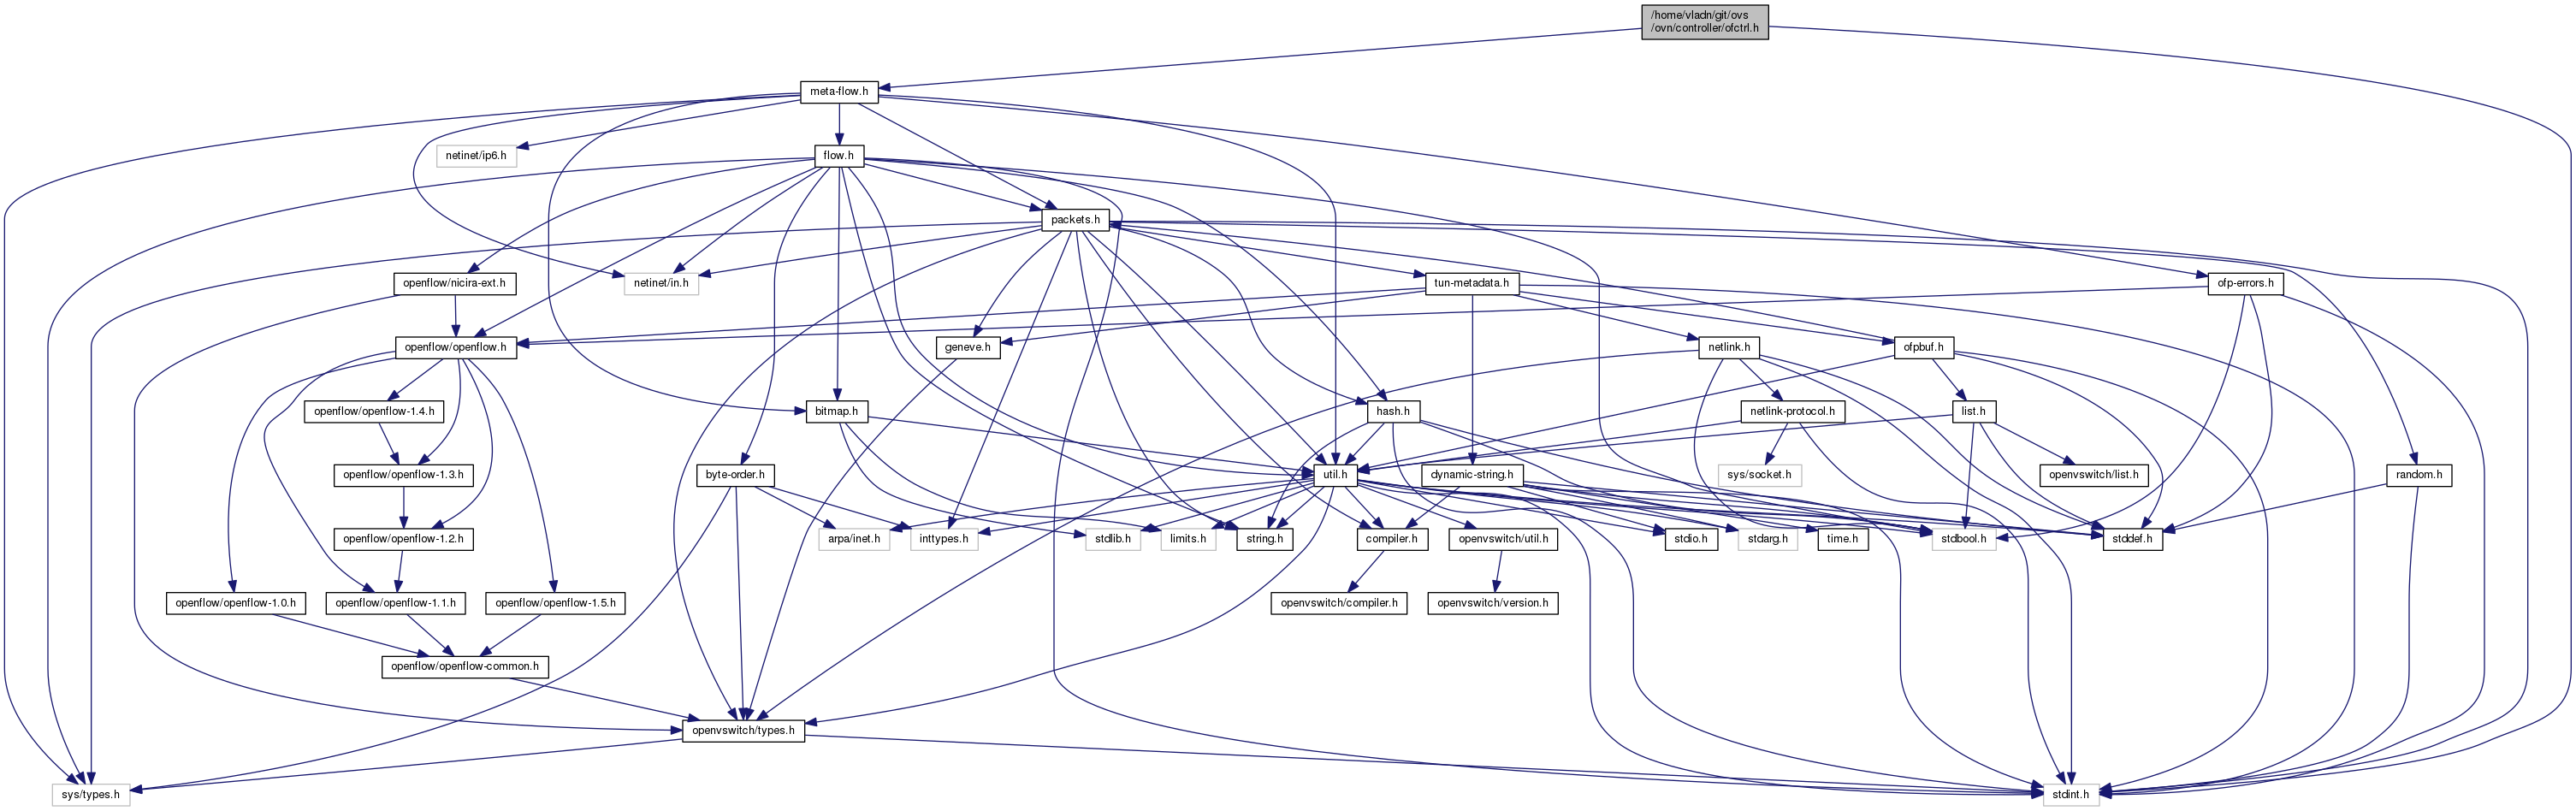 /home/vladn/git/ovs
/ovn/controller/ofctrl.h
meta-flow.h
netinet/ip6.h
flow.h
packets.h
openflow/nicira-ext.h
netinet/in.h
tun-metadata.h
ofp-errors.h
openflow/openflow.h
geneve.h
netlink.h
ofpbuf.h
openflow/openflow-1.4.h
bitmap.h
hash.h
netlink-protocol.h
list.h
openflow/openflow-1.3.h
byte-order.h
util.h
dynamic-string.h
sys/socket.h
openvswitch/list.h
random.h
openflow/openflow-1.2.h
arpa/inet.h
inttypes.h
stdlib.h
limits.h
string.h
compiler.h
openvswitch/util.h
stdio.h
stdarg.h
time.h
stdbool.h
stddef.h
openflow/openflow-1.0.h
openflow/openflow-1.1.h
openflow/openflow-1.5.h
openvswitch/compiler.h
openvswitch/version.h
openflow/openflow-common.h
openvswitch/types.h
sys/types.h
stdint.h